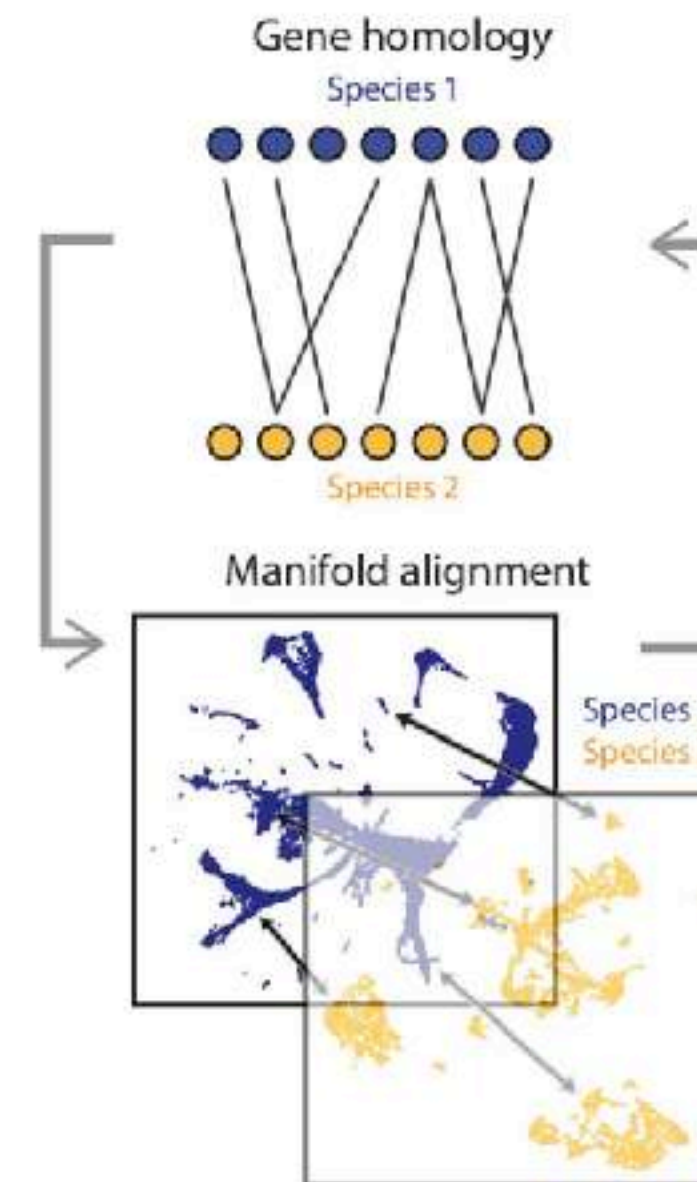 Gene homology
Species 1
Species 2
Manifold alignment
Species
Species